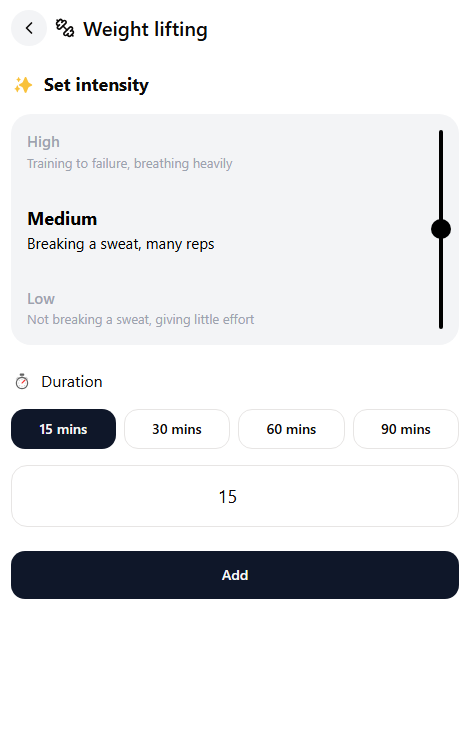 Weight lifting
Set intensity
High
Training to failure, breathing heavily
Medium
Breaking a sweat, many reps
Low
Not breaking a sweat, giving little effort
Duration
15 mins 30 mins 60 mins 90 mins
15
Add